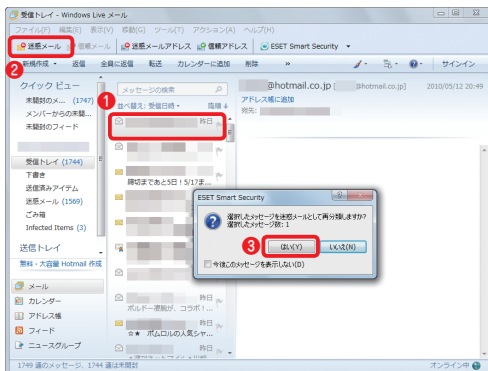 受信トレイ - Windows Live メール
ファイル(F) 編集(E) 表示(V) 移動(G) ツール(T) アクション(A) ヘルプ(H)
迷惑メール 信頼メール 迷惑メールアドレス 信頼アドレス ESET Smart Security
新規作成 返信 全員に返信 転送 カレンダーに追加 削除 » サインイン
2
クイック ビュー
未開封のメ... (1747)
メンバーからの未開...
未開封のフィード
受信トレイ (1744)
下書き
送信済みアイテム
迷惑メール (1569)
ごみ箱
Infected Items (3)
送信トレイ
無料・大容量 Hotmail 作成
メール
カレンダー
アドレス帳
フィード
ニュースグループ
メッセージの検索
1
並べ替え: 受信日時 降順
昨日
締切まであと5日!5/17ま...
昨日
ボルドー凄腕が、コラボ!...
昨日
☆★ ポムロルの人気シャ...
昨日
@hotmail.co.jp [ @hotmail.co.jp] 2010/05/12 20:49
アドレス帳に追加
宛先:
ESET Smart Security
選択したメッセージを迷惑メールとして再分類しますか?
選択したメッセージ数: 1
3
はい(Y) いいえ(N)
今後このメッセージを表示しない(D)
1749 通のメッセージ、1744 通は未開封
オンライン中